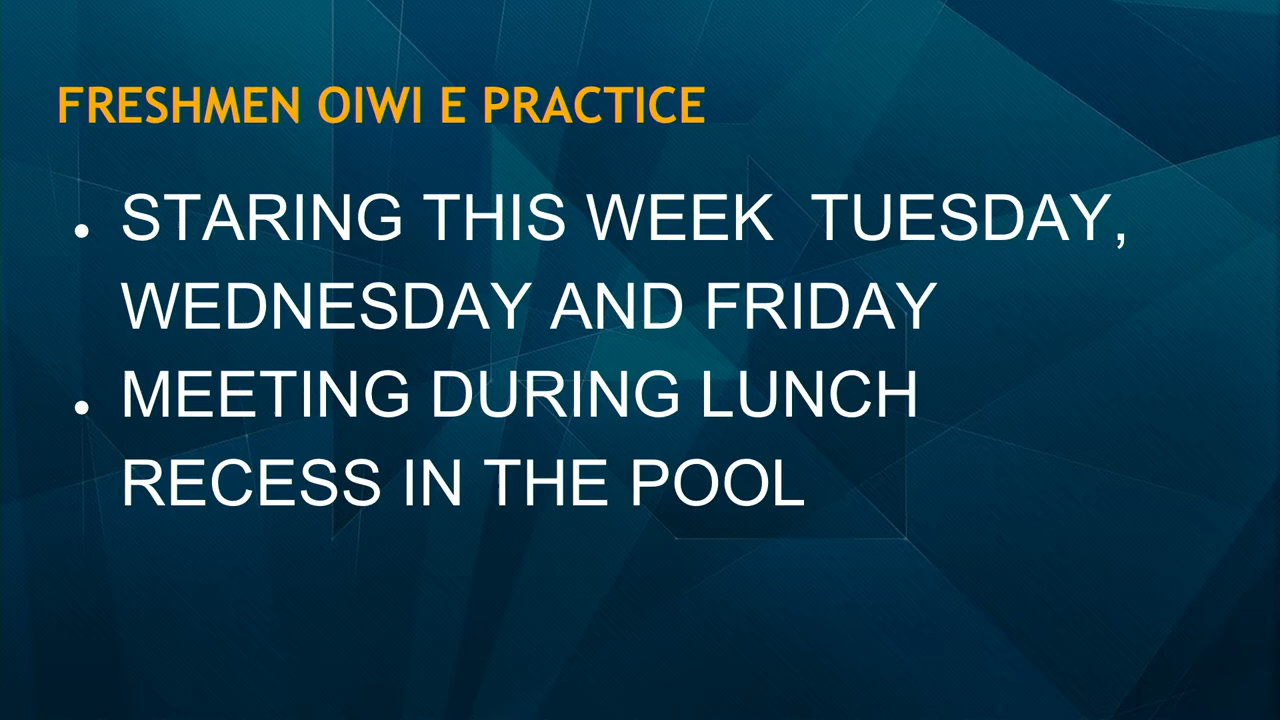 FRESHMEN OIWI E PRACTICE
• STARING THIS WEEK  TUESDAY,
WEDNESDAY AND FRIDAY
• MEETING DURING LUNCH
RECESS IN THE POOL